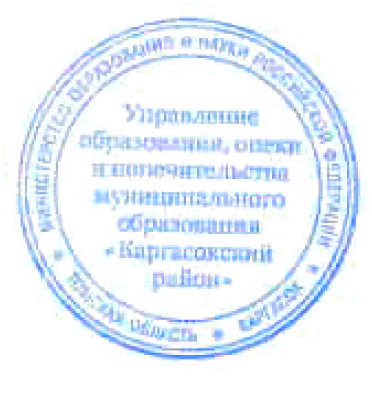 МИНИСТЕРСТВО ОБРАЗОВАНИЯ И НАУКИ РОССИЙСКОЙ ФЕДЕРАЦИИ
Управление
образования, опеки
и попечительства
муниципального
образования
«Каргасокский
район»
ТОМСКАЯ ОБЛАСТЬ * КАРГАСОК *